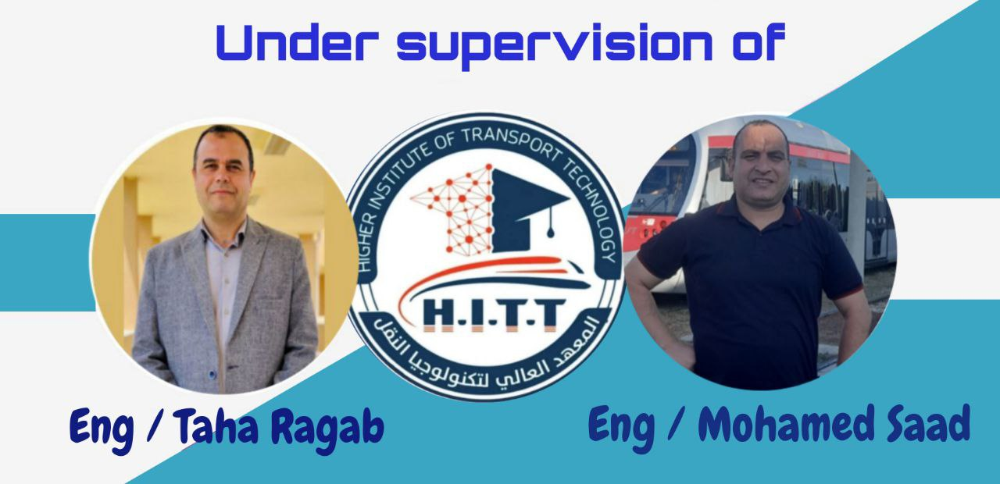 Under supervision of
HIGHER INSTITUTE OF TRANSPORT TECHNOLOGY
H.I.T.T
المعهد العالي لتكنولوجيا النقل
Eng / Taha Ragab
Eng / Mohamed Saad